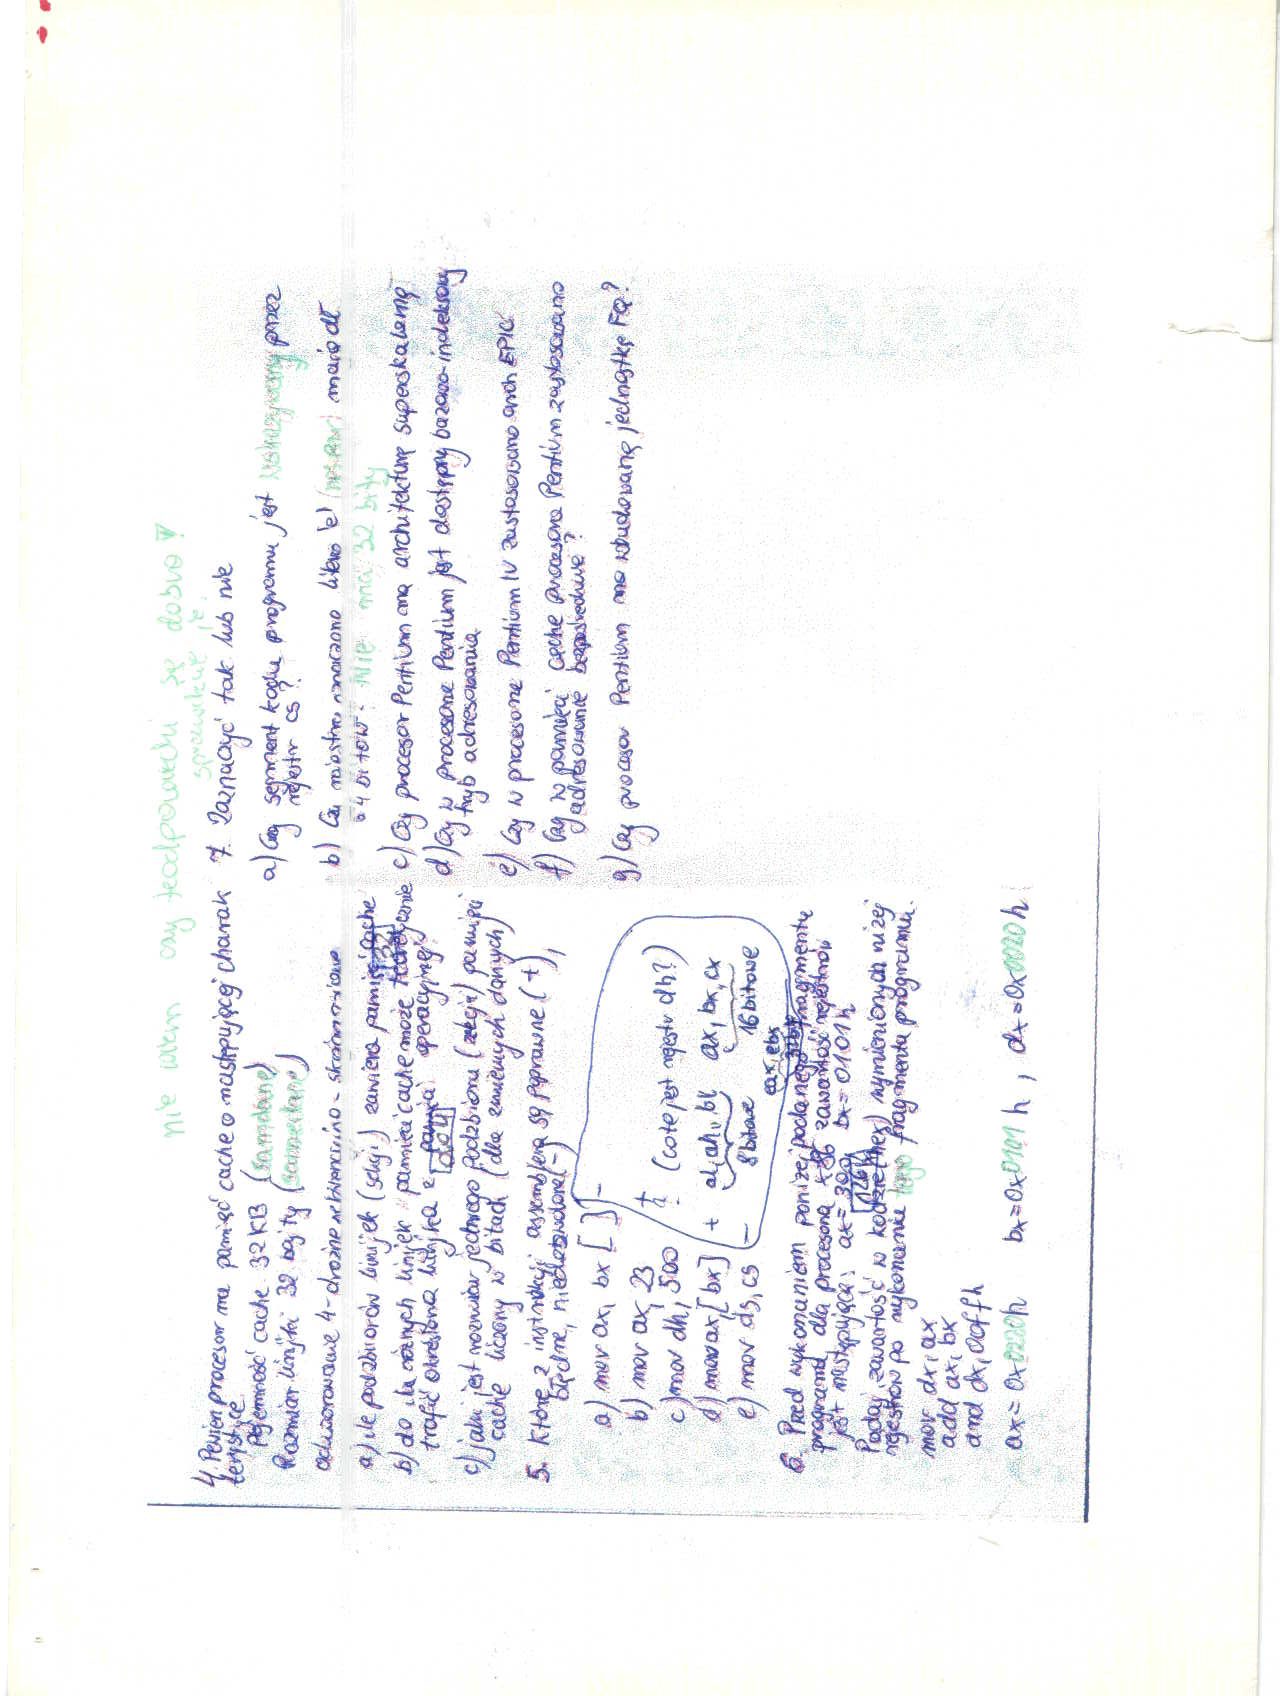 nie wiem czy te odpowiedzi są dobre!
sprawdźcie je.
4. Pewien procesor ma pamięć cache o następującej charak
terystyce
Pojemność cache 32 KB (same dane)
Rozmiar linijki 32 bajty (same dane)
odwzorowanie 4-drożne sekwencyjno - skojarzeniowe
a) ile podzbiorów linijek (sekcji) zawiera pamięć cache
32
b) do ilu różnych linijek pamięci cache może teoretycznie
trafić określona linijka z pamięci operacyjnej
do 4
c) jaki jest rozmiar jednego podzbioru (sekcji) pamięci
cache liczony w bitach (dla zmiennych danych)
5. Które z instrukcji assemblera są poprawne (+),
błędne, niedozwolone (-)
a) mov ax, bx [ ] -
b) mov ax, 23 +
c) mov dh, 500 ? (co to jest rejestr dh?)
d) mov ax, [bx] + al, ah, bl ax, bx, cx
e) mov ds, cs - 8 bitowe 16 bitowe
eax, ebx
32 bit
6. Przed wykonaniem poniżej podanego fragmentu
programu dla procesora x86 zawartość rejestrów
jest następująca: ax= 300, bx= 0101h
126h
Podaj zawartość w kodzie (hex) wymienionych niżej
rejestrów po wykonaniu tego fragmentu programu.
mov dx, ax
add ax, bx
and dx, 00ffh
ax= 0x0220h bx=0x0101 h , dx=0x0020 h
7. Zaznaczyć tak lub nie
a) Czy segment kodu programu jest wskazywany przez
rejestr cs?
b) Czy rejestry oznaczone literą 'e' mają dł.
64 bitów. Nie ma 32 bity
c) Czy procesor Pentium ma architekturę superskalarną
d) Czy w procesorze Pentium jest dostępny bazowo-indeksowy
tryb adresowania
e) Czy w procesorze Pentium IV zastosowano arch EPIC
f) Czy w pamięci cache procesora Pentium zastosowano
adresowanie bezpośrednie?
g) Czy procesor Pentium ma wbudowaną jednostkę